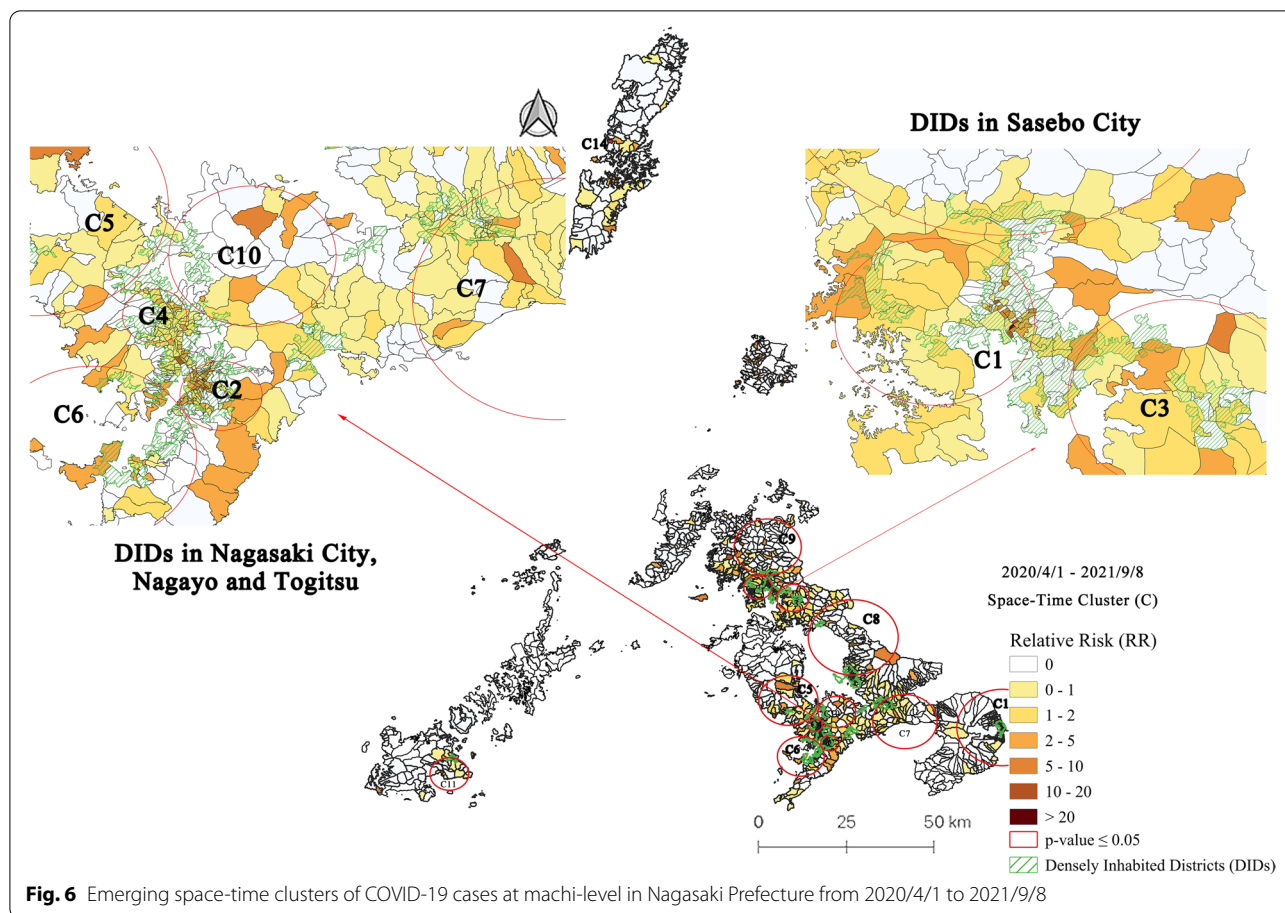 DIDs in Sasebo City
C14
C5
C10
C7
C4
C2
C6
C1
C3
DIDs in Nagasaki City,
Nagayo and Togitsu
C9
C8
C5
C7
C1
C6
C11
2020/4/1 - 2021/9/8
Space-Time Cluster (C)
Relative Risk (RR)
0
0 - 1
1 - 2
2 - 5
5 - 10
10 - 20
> 20
p-value ≤ 0.05
Densely Inhabited Districts (DIDs)
0 25 50 km
Fig. 6 Emerging space-time clusters of COVID-19 cases at machi-level in Nagasaki Prefecture from 2020/4/1 to 2021/9/8